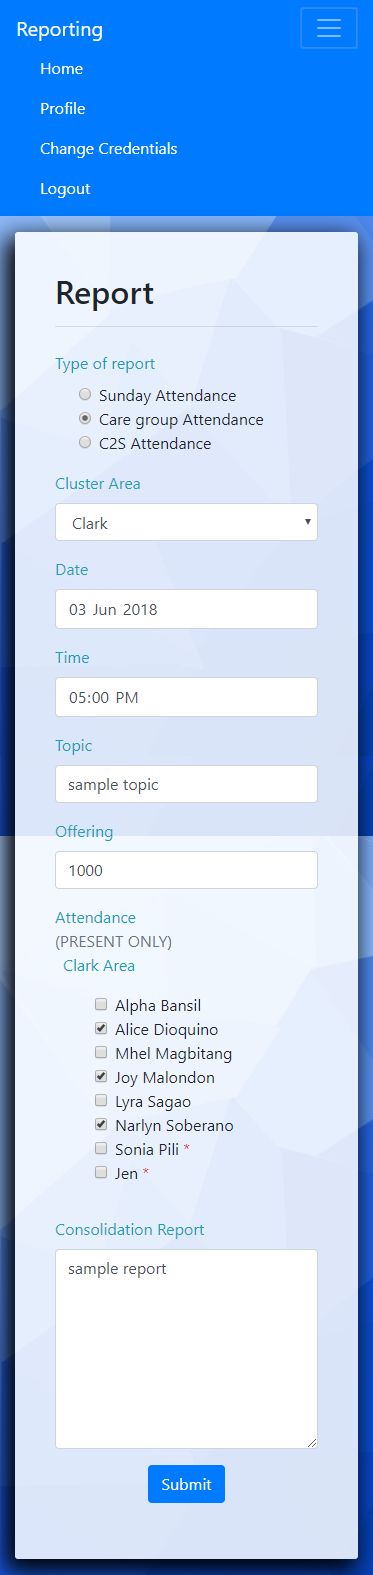 Reporting
Home
Profile
Change Credentials
Logout
Report
Type of report
Sunday Attendance
Care group Attendance
C2S Attendance
Cluster Area
Clark
Date
03 Jun 2018
Time
05:00 PM
Topic
sample topic
Offering
1000
Attendance
(PRESENT ONLY)
Clark Area
Alpha Bansil
Alice Dioquino
Mhel Magbitang
Joy Malondon
Lyra Sagao
Narlyn Soberano
Sonia Pili *
Jen *
Consolidation Report
sample report
Submit